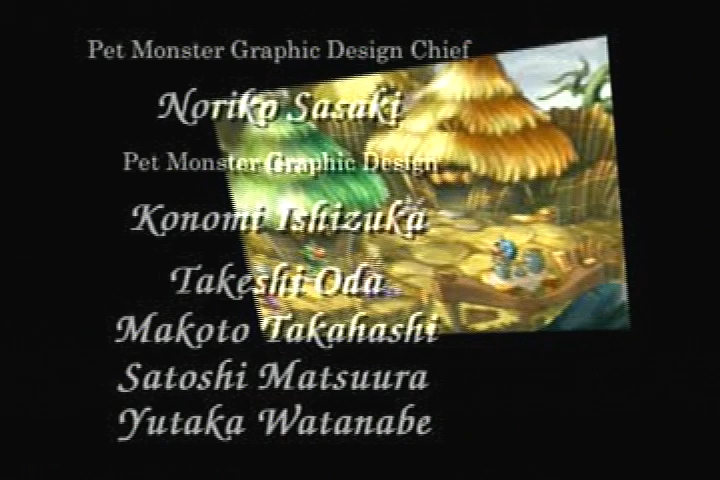 Pet Monster Graphic Design Chief
Noriko Sasaki
Pet Monster Graphic Design
Konomi Ishizuka
Takeshi Oda
Makoto Takahashi
Satoshi Matsuura
Yutaka Watanabe